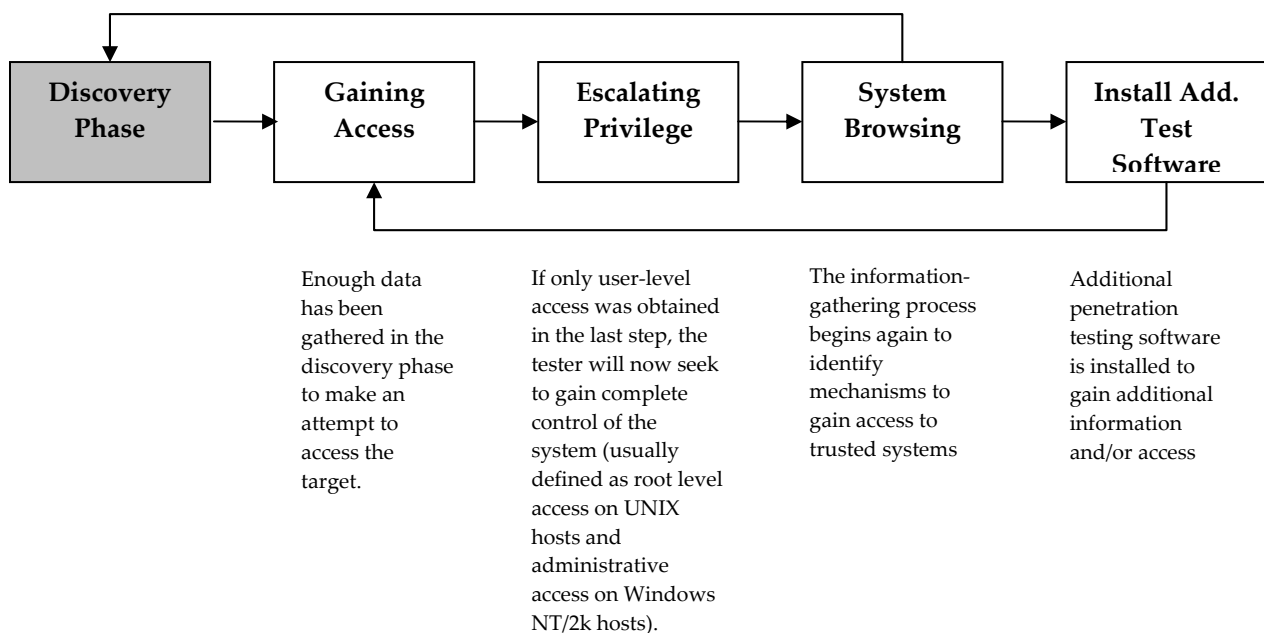 Discovery
Phase
Gaining
Access
Escalating
Privilege
System
Browsing
Install Add.
Test
Software
Enough data
has been
gathered in the
discovery phase
to make an
attempt to
access the
target.
If only user-level
access was obtained
in the last step, the
tester will now seek
to gain complete
control of the
system (usually
defined as root level
access on UNIX
hosts and
administrative
access on Windows
NT/2k hosts).
The information-
gathering process
begins again to
identify
mechanisms to
gain access to
trusted systems
Additional
penetration
testing software
is installed to
gain additional
information
and/or access